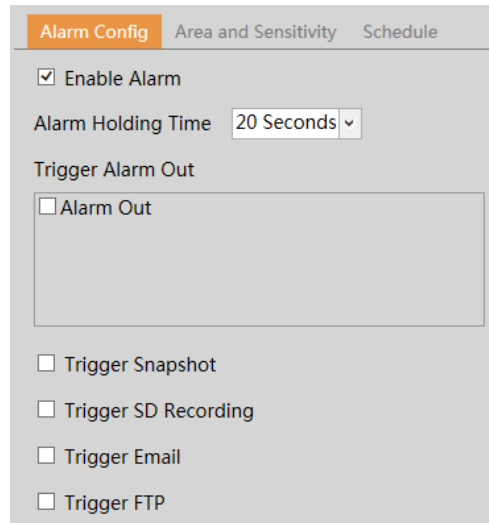 Alarm Config Area and Sensitivity Schedule
Enable Alarm
Alarm Holding Time 20 Seconds
Trigger Alarm Out
Alarm Out
Trigger Snapshot
Trigger SD Recording
Trigger Email
Trigger FTP